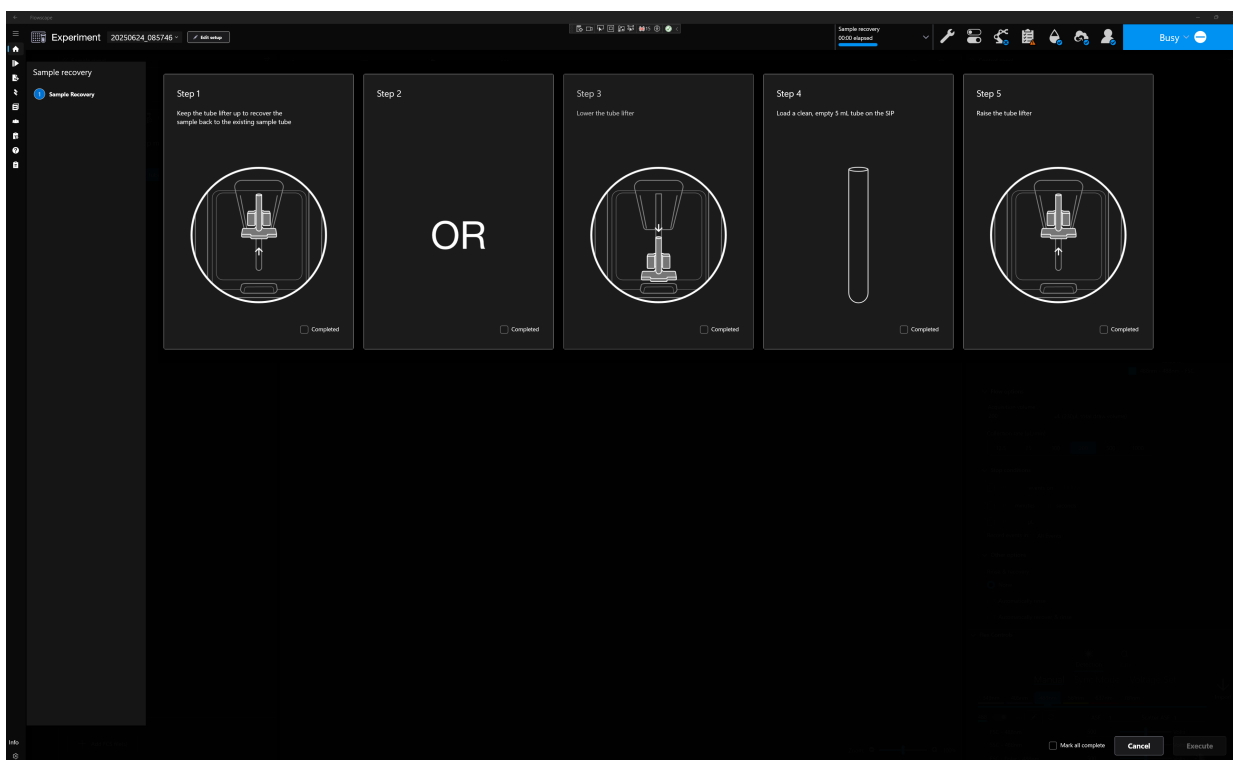 Flowscape
Experiment 20250624_085746 Edit setup
Sample recovery
00:00 elapsed
Busy
Sample recovery
1 Sample Recovery
Step 1
Keep the tube lifter up to recover the
sample back to the existing sample tube
Completed
Step 2
OR
Completed
Step 3
Lower the tube lifter
Completed
Step 4
Load a clean, empty 5 mL tube on the SIP
Completed
Step 5
Raise the tube lifter
Completed
Info
Mark all complete Cancel Execute